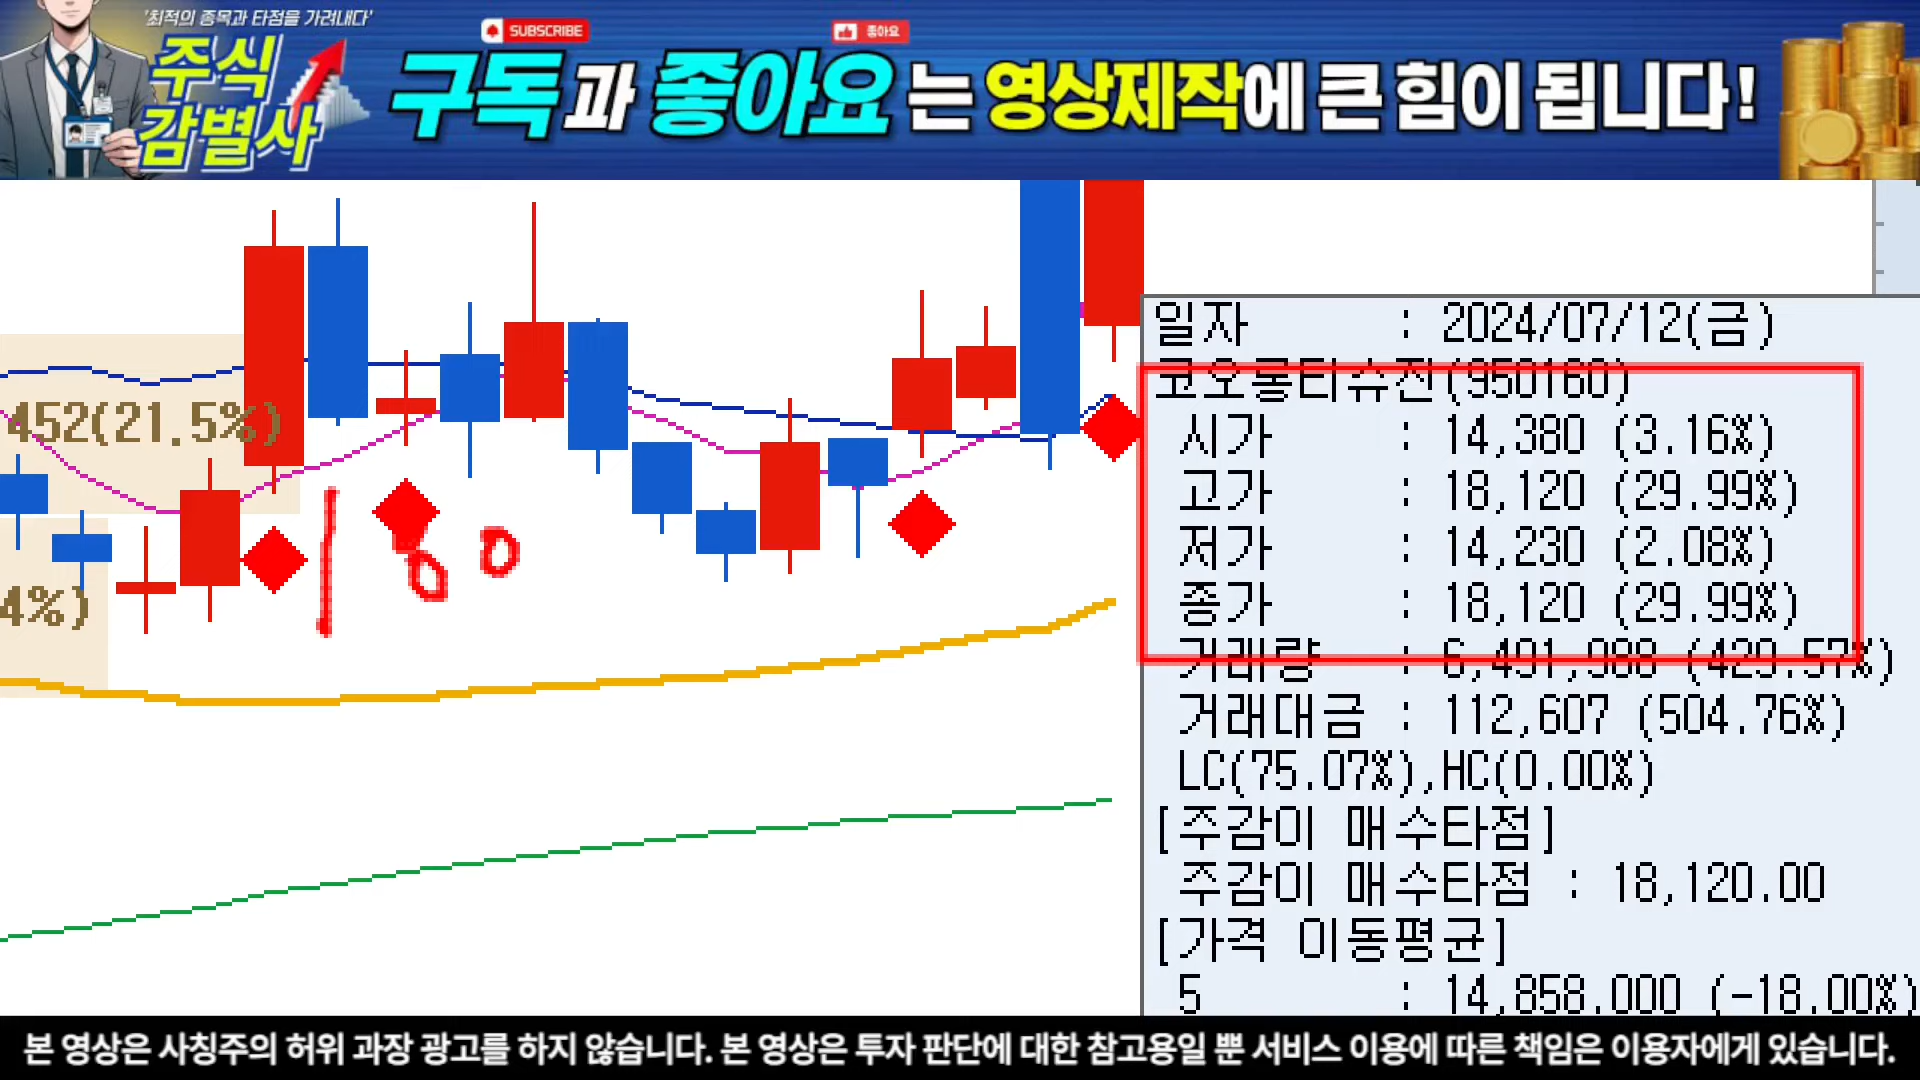 '최적의 종목과 타점을 가려내다'
주식
감별사
SUBSCRIBE
좋아요
구독과 좋아요는 영상제작에 큰 힘이 됩니다!
452(21.5%)
4%)
180
일자 : 2024/07/12(금)
코오롱티슈진(950160)
시가 : 14,380 (3.16%)
고가 : 18,120 (29.99%)
저가 : 14,230 (2.08%)
종가 : 18,120 (29.99%)
거래량 : 6,491,988 (429.57%)
거래대금 : 112,607 (504.76%)
LC(75.07%),HC(0.00%)
[주감이 매수타점]
주감이 매수타점 : 18,120.00
[가격 이동평균]
5 : 14,858.000 (-18.00%)
본 영상은 사칭주의 허위 과장 광고를 하지 않습니다. 본 영상은 투자 판단에 대한 참고용일 뿐 서비스 이용에 따른 책임은 이용자에게 있습니다.